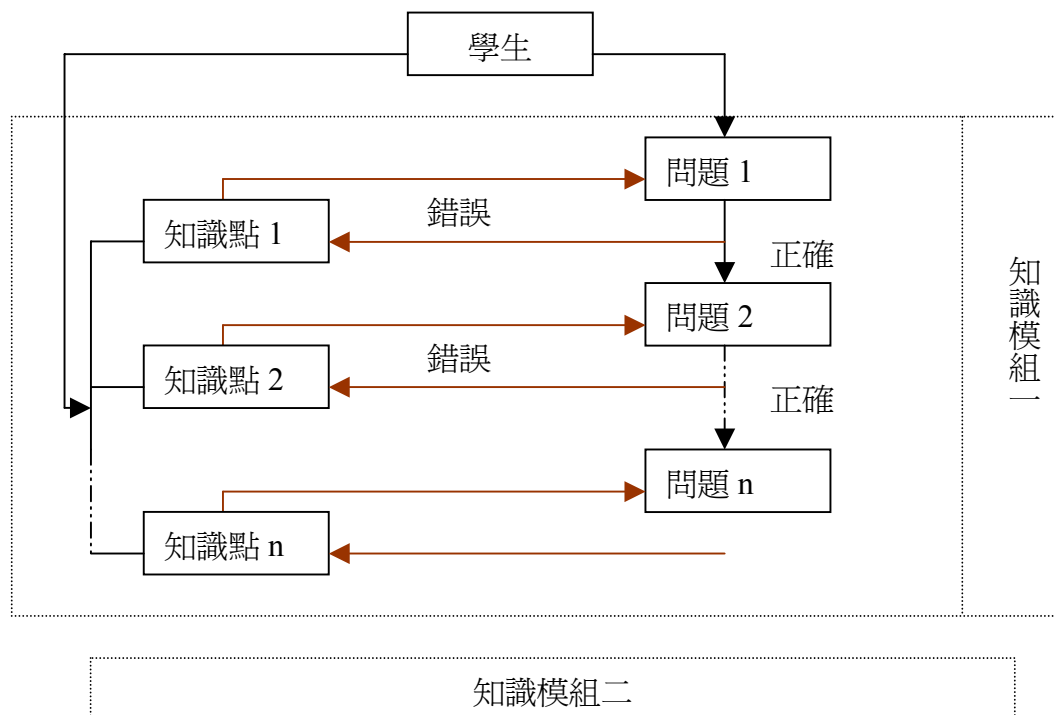 學生
問題 1
錯誤
知識點 1
正確
問題 2
錯誤
知識點 2
正確
問題 n
知識點 n
知識模組一
知識模組二